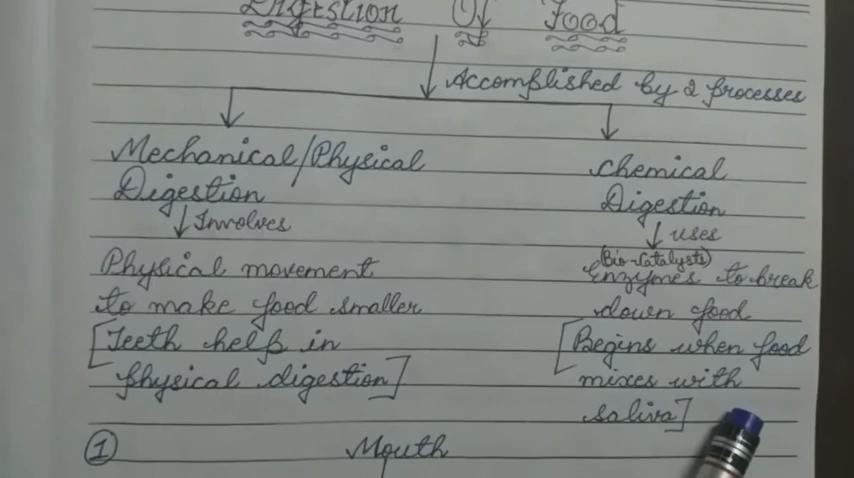 Digestion Of Food
Accomplished by 2 processes
Mechanical/Physical
Digestion
Involves
Physical movement
to make food smaller
[Teeth help in
physical digestion]
chemical
Digestion
uses
(Bio-Catalysts)
enzymes to break
down food
[Begins when food
mixes with
saliva]
1 Mouth